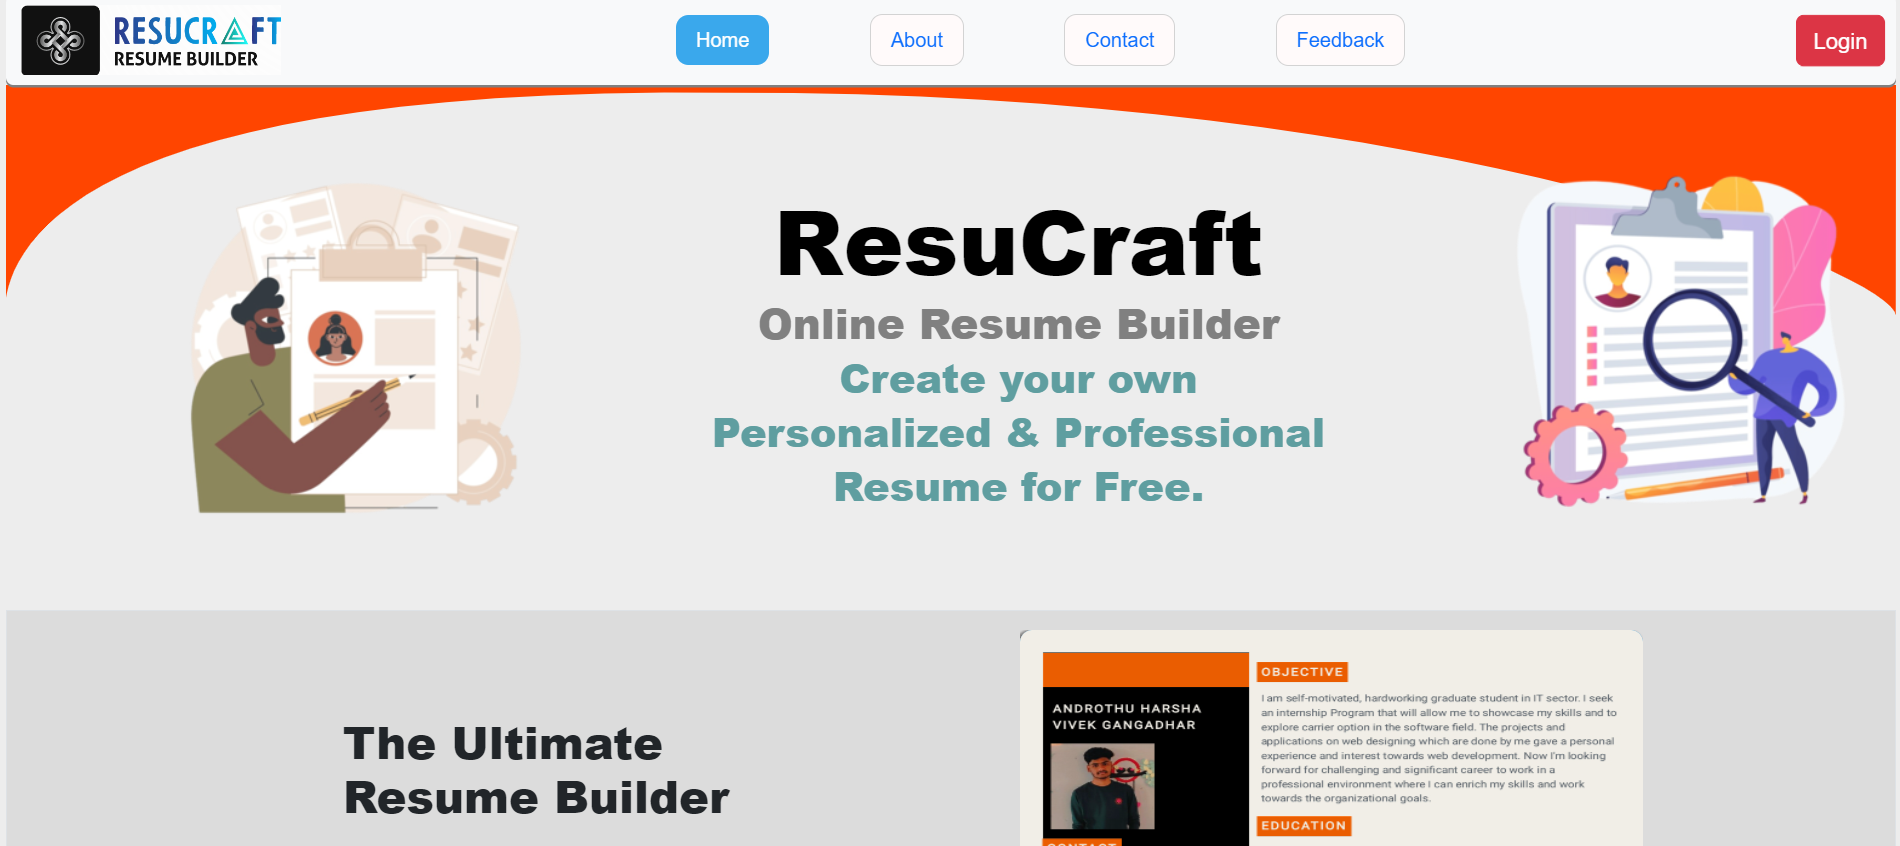 RESUCRAFT
RESUME BUILDER
Home
About
Contact
Feedback
Login
ResuCraft
Online Resume Builder
Create your own
Personalized & Professional
Resume for Free.
The Ultimate
Resume Builder
ANDROTHU HARSHA
VIVEK GANGADHAR
CONTACT
OBJECTIVE
I am self-motivated, hardworking graduate student in IT sector. I seek
an internship Program that will allow me to showcase my skills and to
explore carrier option in the software field. The projects and
applications on web designing which are done by me gave a personal
experience and interest towards web development. Now I'm looking
forward for challenging and significant career to work in a
professional environment where I can enrich my skills and work
towards the organizational goals.
EDUCATION